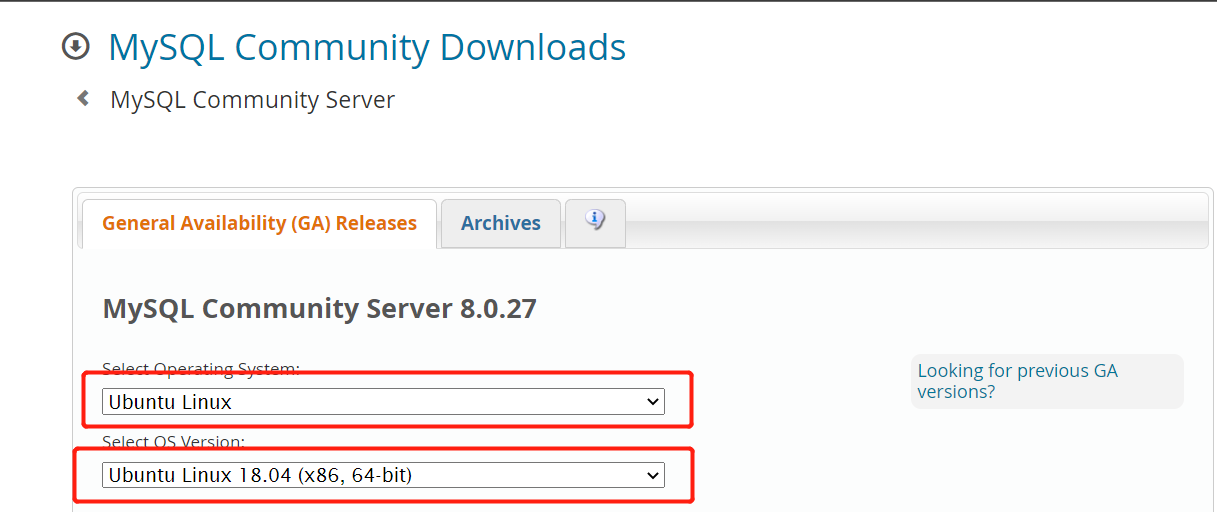 MySQL Community Downloads
MySQL Community Server
General Availability (GA) Releases
Archives
MySQL Community Server 8.0.27
Select Operating System:
Looking for previous GA
versions?
Ubuntu Linux
Select OS Version:
Ubuntu Linux 18.04 (x86, 64-bit)